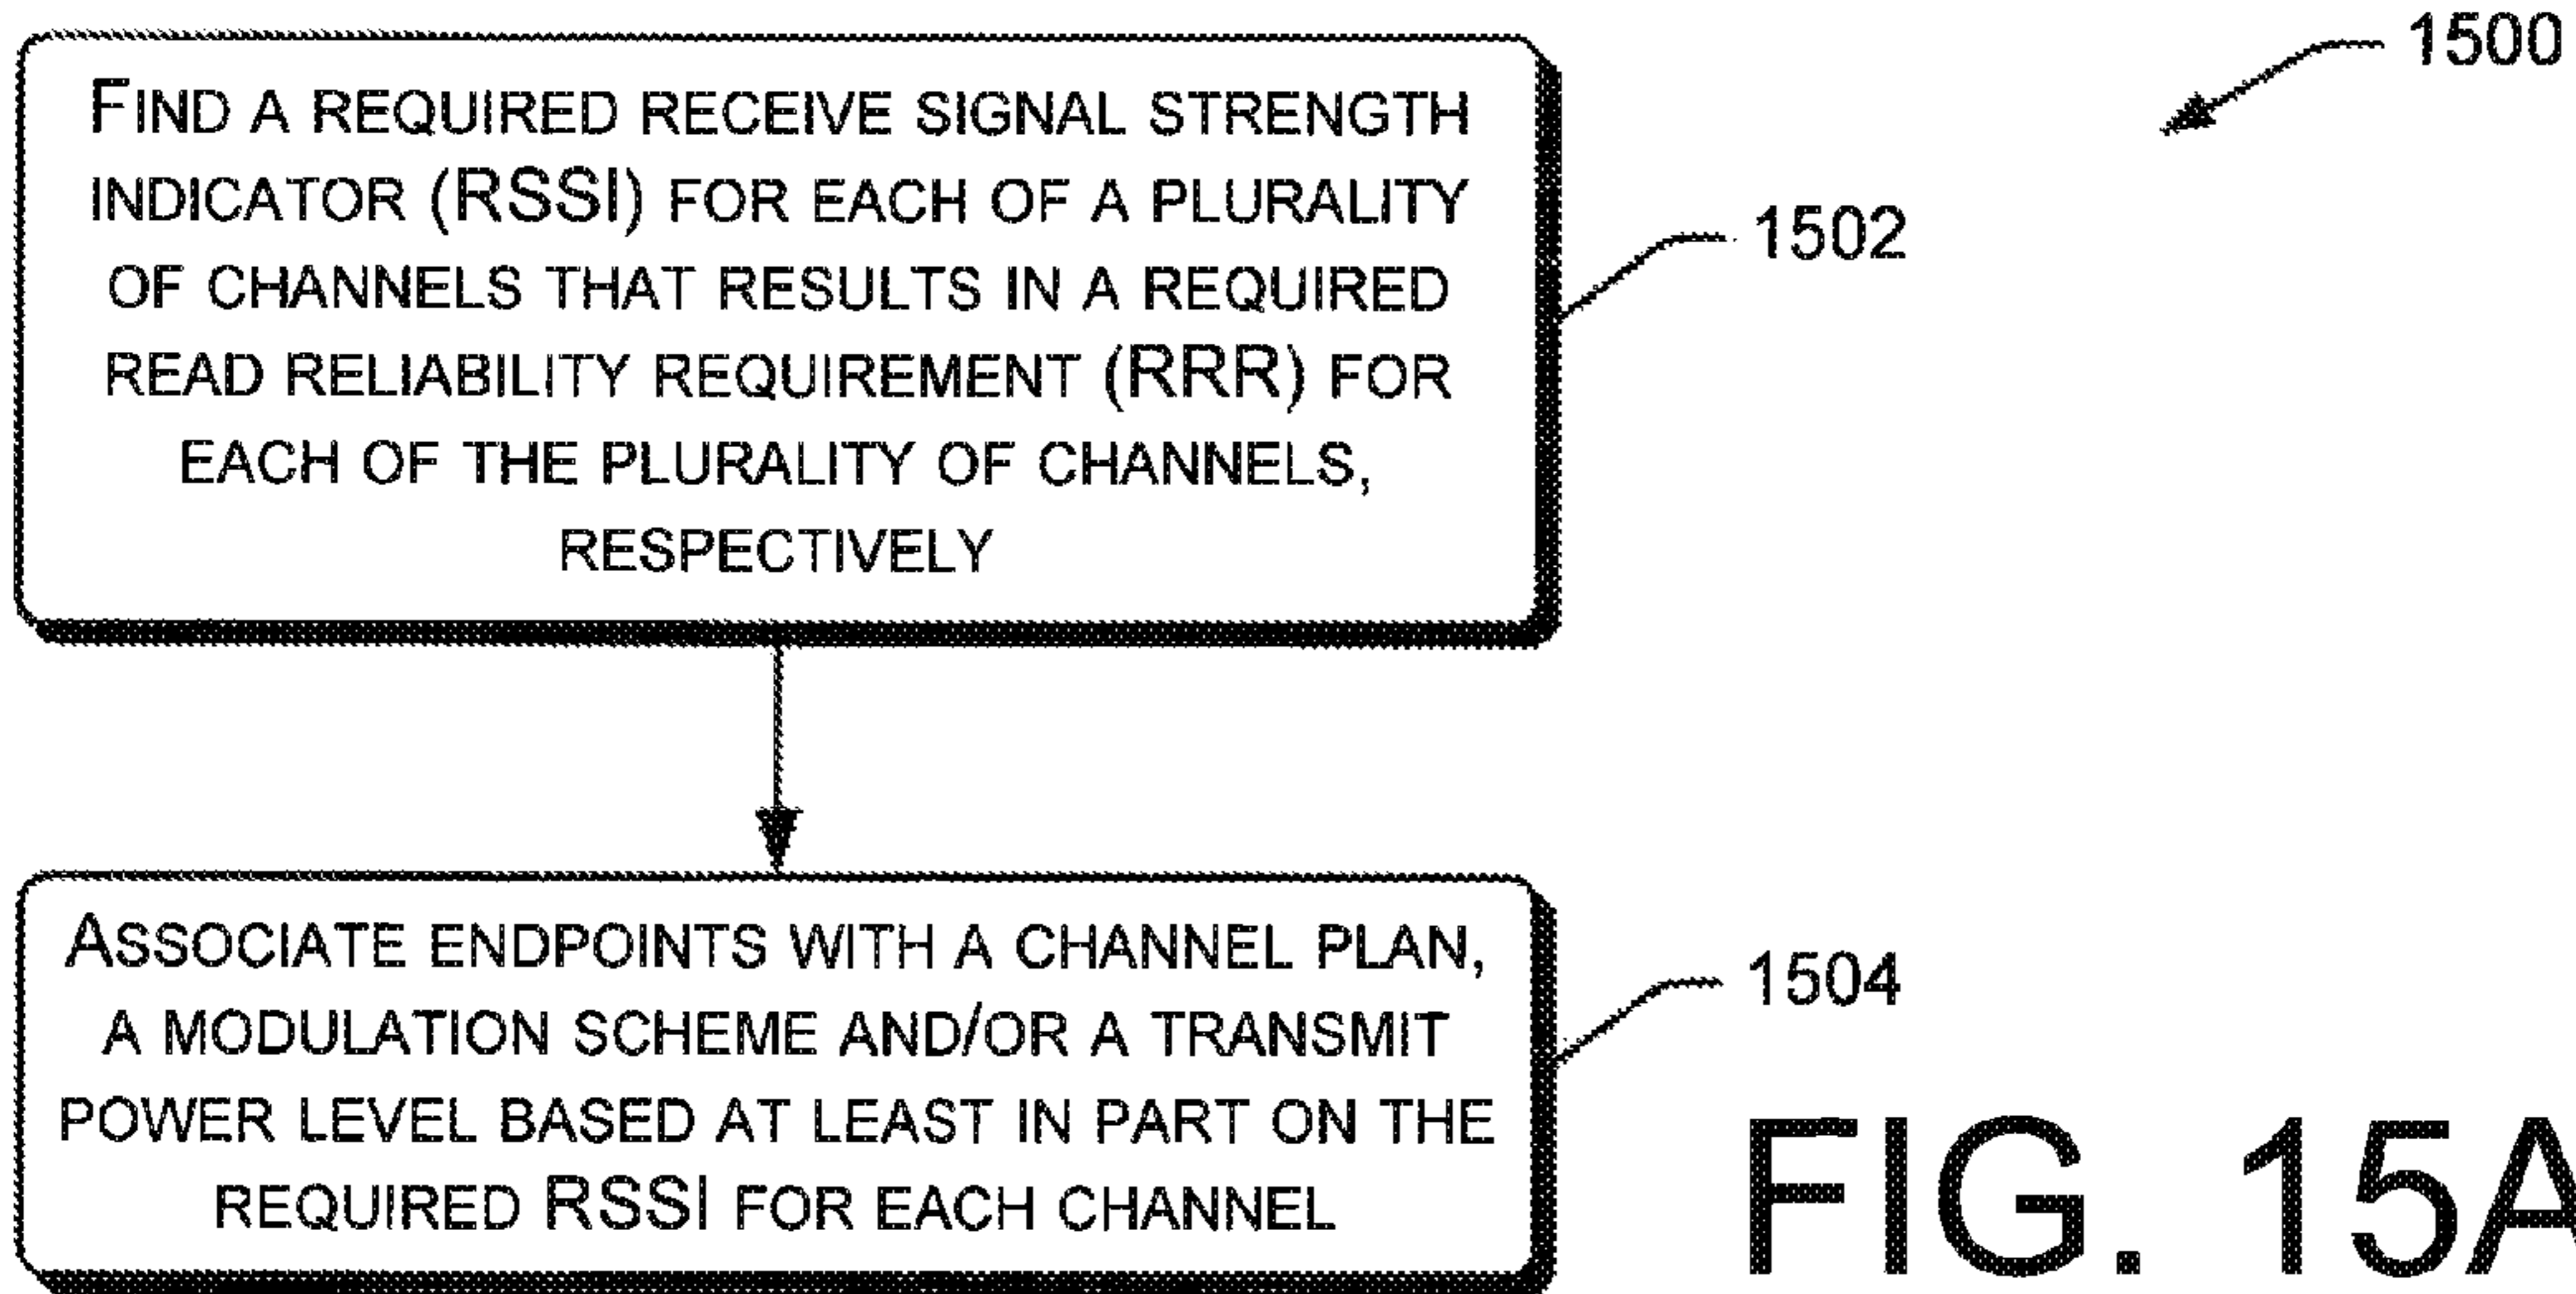 1500
FIND A REQUIRED RECEIVE SIGNAL STRENGTH
INDICATOR (RSSI) FOR EACH OF A PLURALITY
OF CHANNELS THAT RESULTS IN A REQUIRED
READ RELIABILITY REQUIREMENT (RRR) FOR
EACH OF THE PLURALITY OF CHANNELS,
RESPECTIVELY
1502
ASSOCIATE ENDPOINTS WITH A CHANNEL PLAN,
A MODULATION SCHEME AND/OR A TRANSMIT
POWER LEVEL BASED AT LEAST IN PART ON THE
REQUIRED RSSI FOR EACH CHANNEL
1504
FIG. 15A